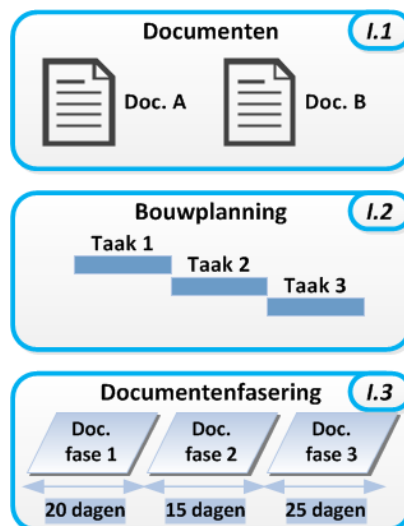 Documenten
I.1
Doc. A
Doc. B
Bouwplanning
I.2
Taak 1
Taak 2
Taak 3
Documentenfasering
I.3
Doc.
fase 1
Doc.
fase 2
Doc.
fase 3
20 dagen
15 dagen
25 dagen